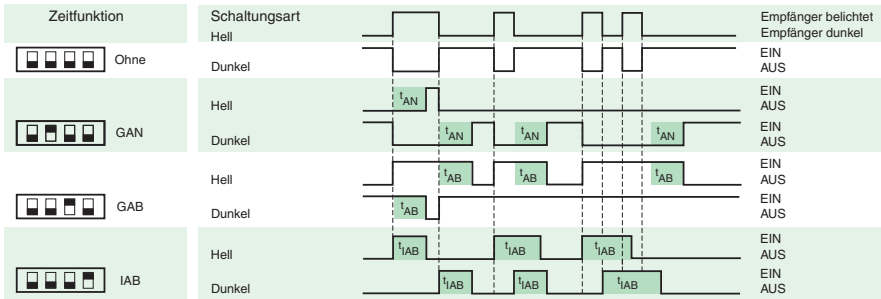 Zeitfunktion Schaltungsart Empfänger belichtet
Hell Empfänger dunkel
Ohne Dunkel EIN
AUS
Hell tAN EIN
AUS
GAN Dunkel tAN tAN tAN EIN
AUS
Hell tAB tAB tAB EIN
AUS
GAB Dunkel tAB EIN
AUS
Hell tIAB tIAB tIAB EIN
AUS
IAB Dunkel tIAB tIAB tIAB EIN
AUS